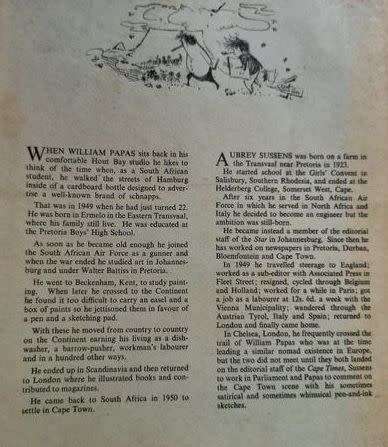 WHEN WILLIAM PAPAS sits back in his
comfortable Hout Bay studio he likes to
think of the time when, as a South African
student, he walked the streets of Hamburg
inside of a cardboard bottle designed to adver-
tise a well-known brand of schnapps.
That was in 1949 when he had just turned 22.
He was born in Ermelo in the Eastern Transvaal,
where his family still live. He was educated at
the Pretoria Boys' High School.
As soon as he became old enough he joined
the South African Air Force as a gunner and
when the war ended he studied art in Johannes-
burg and under Walter Battiss in Pretoria.
He went to Beckenham, Kent, to study paint-
ing. When later he crossed to the Continent
he found it too difficult to carry an easel and a
box of paints so he jettisoned them in favour of
a pen and a sketching pad.
With these he moved from country to country
on the Continent earning his living as a dish-
washer, a barrow-pusher, workman's labourer
and in a hundred other ways.
He ended up in Scandinavia and then returned
to London where he illustrated books and con-
tributed to magazines.
He came back to South Africa in 1950 to
settle in Cape Town.
AUBREY SUSSENS was born on a farm in
the Transvaal near Pretoria in 1923.
He started school at the Girls' Convent in
Salisbury, Southern Rhodesia, and ended at the
Helderberg College, Somerset West, Cape.
After six years in the South African Air
Force in which he served in North Africa and
Italy he decided to become an engineer but the
ambition was still-born.
He became instead a member of the editorial
staff of the Star in Johannesburg. Since then he
has worked on newspapers in Pretoria, Durban,
Bloemfontein and Cape Town.
In 1949 he travelled steerage to England;
worked as a sub-editor with Associated Press in
Fleet Street; resigned, cycled through Belgium
and Holland; worked for a while in Paris; got
a job as a labourer at 12s. 6d. a week with the
Vienna Municipality; wandered through the
Austrian Tyrol, Italy and Spain; returned to
London and finally came home.
In Chelsea, London, he frequently crossed the
trail of William Papas who was at the time
leading a similar nomad existence in Europe,
but the two did not meet until they both landed
on the editorial staff of the Cape Times, Sussens
to work in Parliament and Papas to comment on
the Cape Town scene with his sometimes
satirical and sometimes whimsical pen-and-ink
sketches.